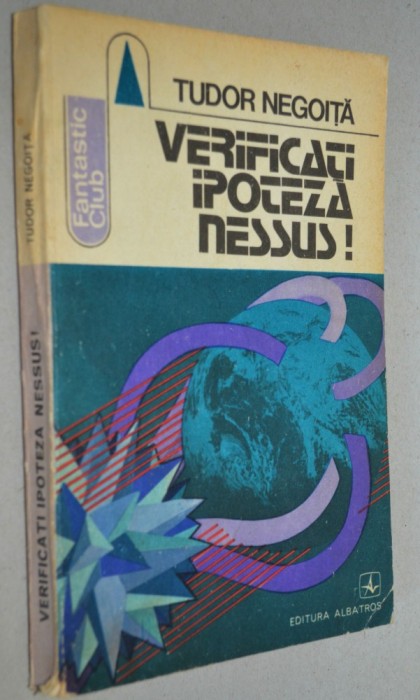 TUDOR NEGOIȚĂ
VERIFICAȚI
IPOTEZA
NESSUS!
Fantastic
Club
EDITURA ALBATROS
TUDOR NEGOIȚĂ
VERIFICAȚI IPOTEZA NESSUS!